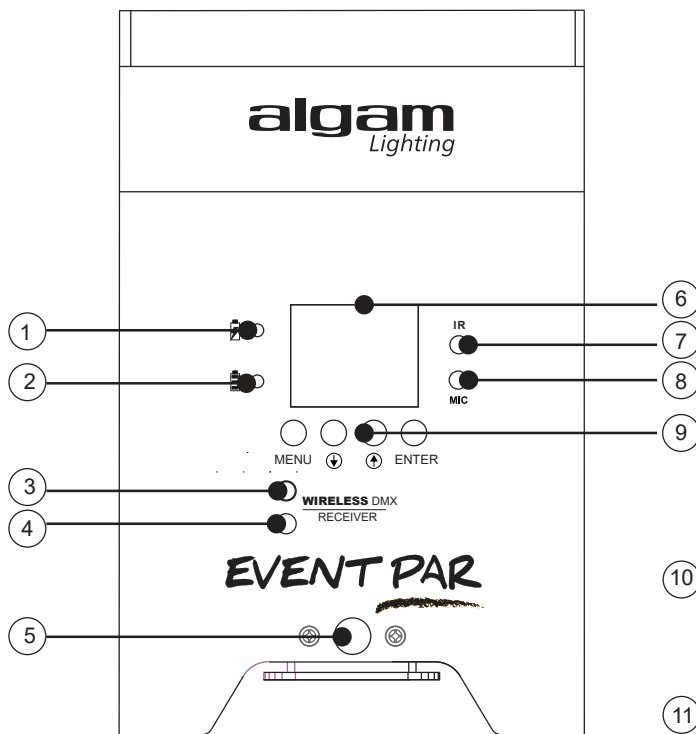 algam
Lighting
6
1
IR
7
2
8
MIC
9
MENU
ENTER
3
WIRELESS DMX
4
RECEIVER
EVENT PAR
10
5
11